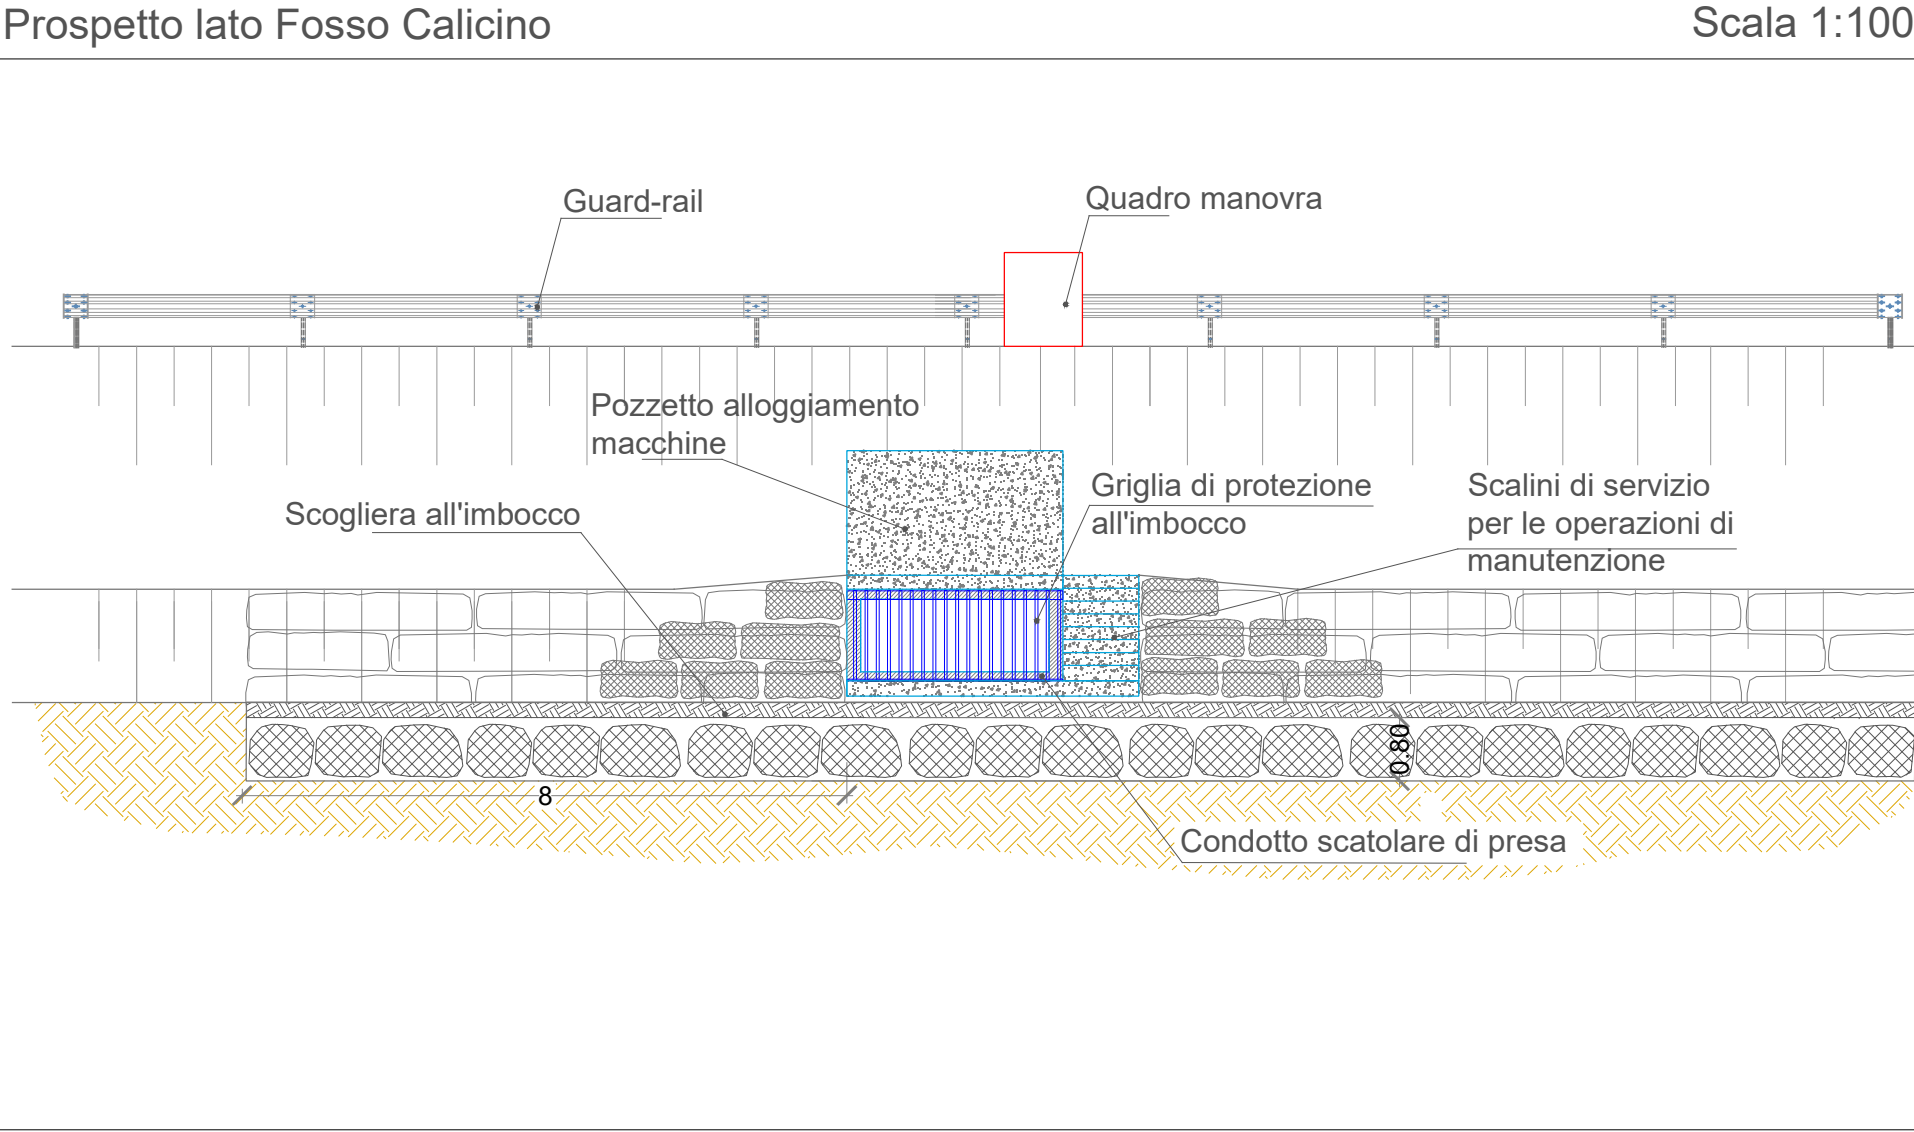 Prospetto lato Fosso Calicino
Scala 1:100
Guard-rail
Quadro manovra
Pozzetto alloggiamento
macchine
Scogliera all'imbocco
Griglia di protezione
all'imbocco
Scalini di servizio
per le operazioni di
manutenzione
0.80
8
Condotto scatolare di presa